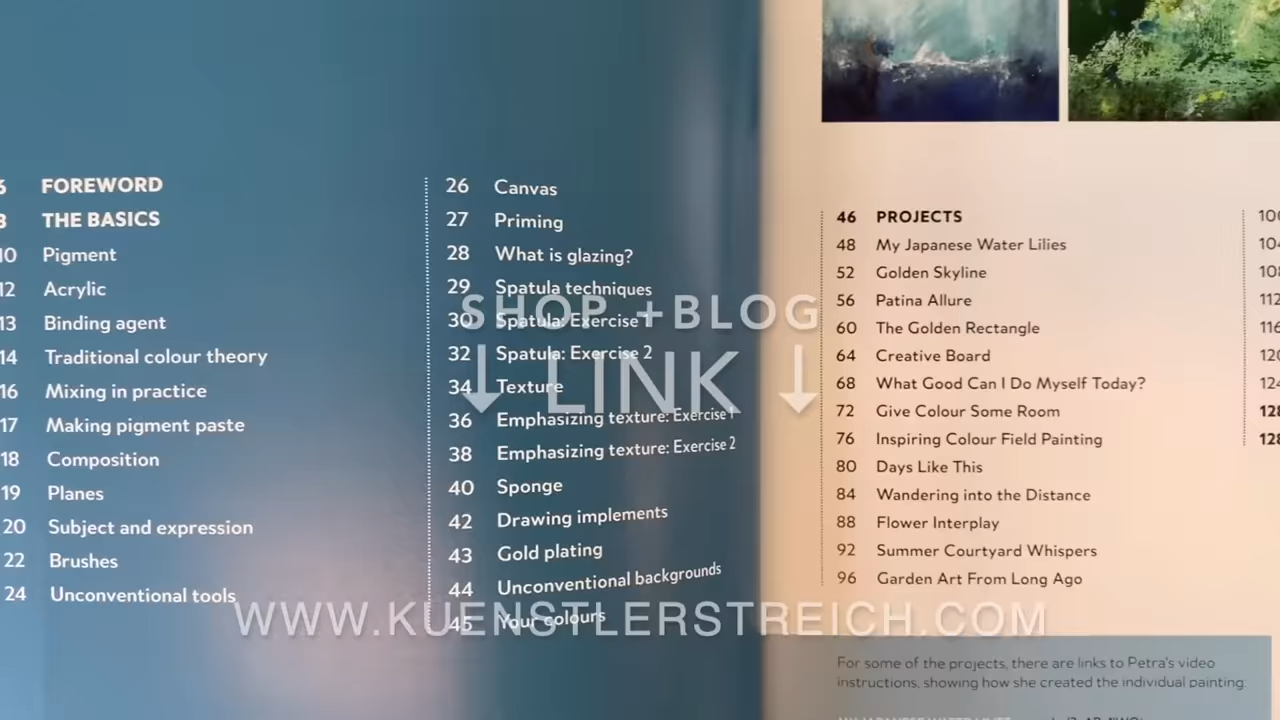 FOREWORD
THE BASICS
10 Pigment
12 Acrylic
13 Binding agent
14 Traditional colour theory
16 Mixing in practice
17 Making pigment paste
18 Composition
19 Planes
20 Subject and expression
22 Brushes
24 Unconventional tools
26 Canvas
27 Priming
28 What is glazing?
29 Spatula techniques
30 Spatula: Exercise 1
32 Spatula: Exercise 2
34 Texture
36 Emphasizing texture: Exercise 1
38 Emphasizing texture: Exercise 2
40 Sponge
42 Drawing implements
43 Gold plating
44 Unconventional backgrounds
45 Your colours
SHOP + BLOG
↓ LINK ↓
WWW.KUENSTLERSTREICH.COM
46 PROJECTS
48 My Japanese Water Lilies
52 Golden Skyline
56 Patina Allure
60 The Golden Rectangle
64 Creative Board
68 What Good Can I Do Myself Today?
72 Give Colour Some Room
76 Inspiring Colour Field Painting
80 Days Like This
84 Wandering into the Distance
88 Flower Interplay
92 Summer Courtyard Whispers
96 Garden Art From Long Ago
For some of the projects, there are links to Petra's video
instructions, showing how she created the individual painting: